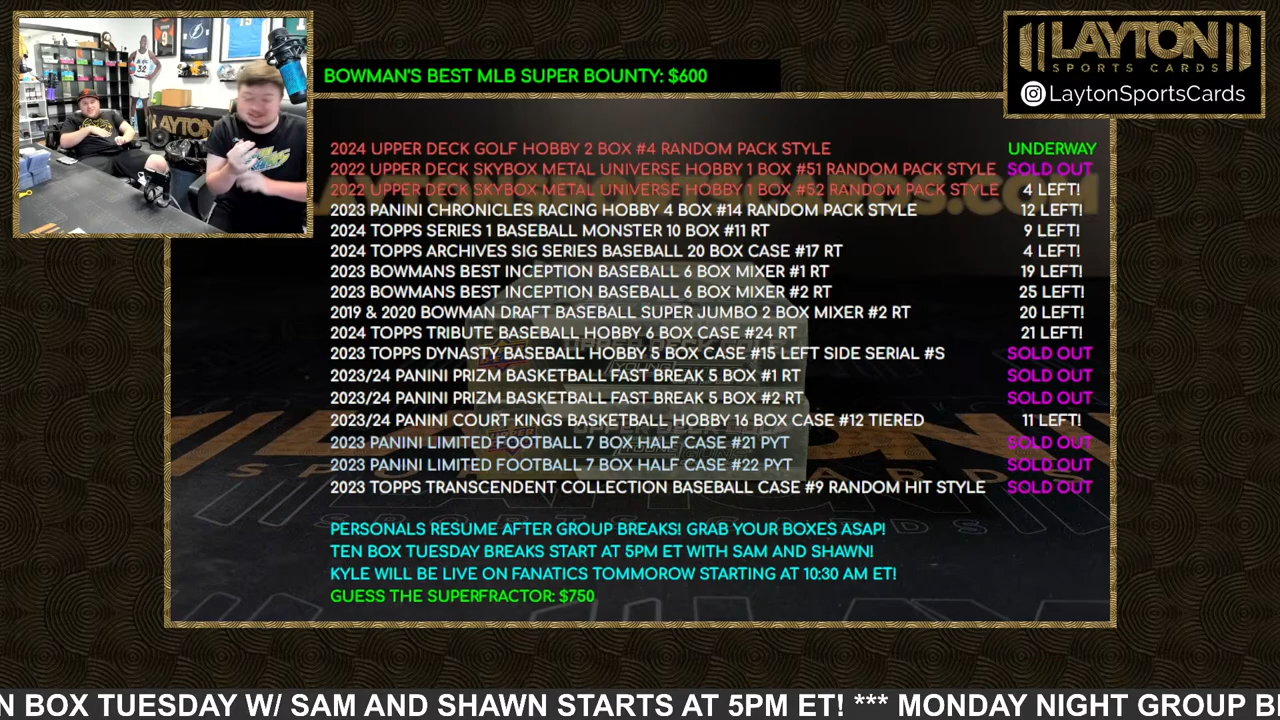 BOWMAN'S BEST MLB SUPER BOUNTY: $600
LAYTON
SPORTS CARDS
LaytonSportsCards
2024 UPPER DECK GOLF HOBBY 2 BOX #4 RANDOM PACK STYLE UNDERWAY
2022 UPPER DECK SKYBOX METAL UNIVERSE HOBBY 1 BOX #51 RANDOM PACK STYLE SOLD OUT
2022 UPPER DECK SKYBOX METAL UNIVERSE HOBBY 1 BOX #52 RANDOM PACK STYLE 4 LEFT!
2023 PANINI CHRONICLES RACING HOBBY 4 BOX #14 RANDOM PACK STYLE 12 LEFT!
2024 TOPPS SERIES 1 BASEBALL MONSTER 10 BOX #11 RT 9 LEFT!
2024 TOPPS ARCHIVES SIG SERIES BASEBALL 20 BOX CASE #17 RT 4 LEFT!
2023 BOWMANS BEST INCEPTION BASEBALL 6 BOX MIXER #1 RT 19 LEFT!
2023 BOWMANS BEST INCEPTION BASEBALL 6 BOX MIXER #2 RT 25 LEFT!
2019 & 2020 BOWMAN DRAFT BASEBALL SUPER JUMBO 2 BOX MIXER #2 RT 20 LEFT!
2024 TOPPS TRIBUTE BASEBALL HOBBY 6 BOX CASE #24 RT 21 LEFT!
2023 TOPPS DYNASTY BASEBALL HOBBY 5 BOX CASE #15 LEFT SIDE SERIAL #S SOLD OUT
2023/24 PANINI PRIZM BASKETBALL FAST BREAK 5 BOX #1 RT SOLD OUT
2023/24 PANINI PRIZM BASKETBALL FAST BREAK 5 BOX #2 RT SOLD OUT
2023/24 PANINI COURT KINGS BASKETBALL HOBBY 16 BOX CASE #12 TIERED 11 LEFT!
2023 PANINI LIMITED FOOTBALL 7 BOX HALF CASE #21 PYT SOLD OUT
2023 PANINI LIMITED FOOTBALL 7 BOX HALF CASE #22 PYT SOLD OUT
2023 TOPPS TRANSCENDENT COLLECTION BASEBALL CASE #9 RANDOM HIT STYLE SOLD OUT
PERSONALS RESUME AFTER GROUP BREAKS! GRAB YOUR BOXES ASAP!
TEN BOX TUESDAY BREAKS START AT 5PM ET WITH SAM AND SHAWN!
KYLE WILL BE LIVE ON FANATICS TOMMOROW STARTING AT 10:30 AM ET!
GUESS THE SUPERFRACTOR: $750
N BOX TUESDAY W/ SAM AND SHAWN STARTS AT 5PM ET! *** MONDAY NIGHT GROUP B